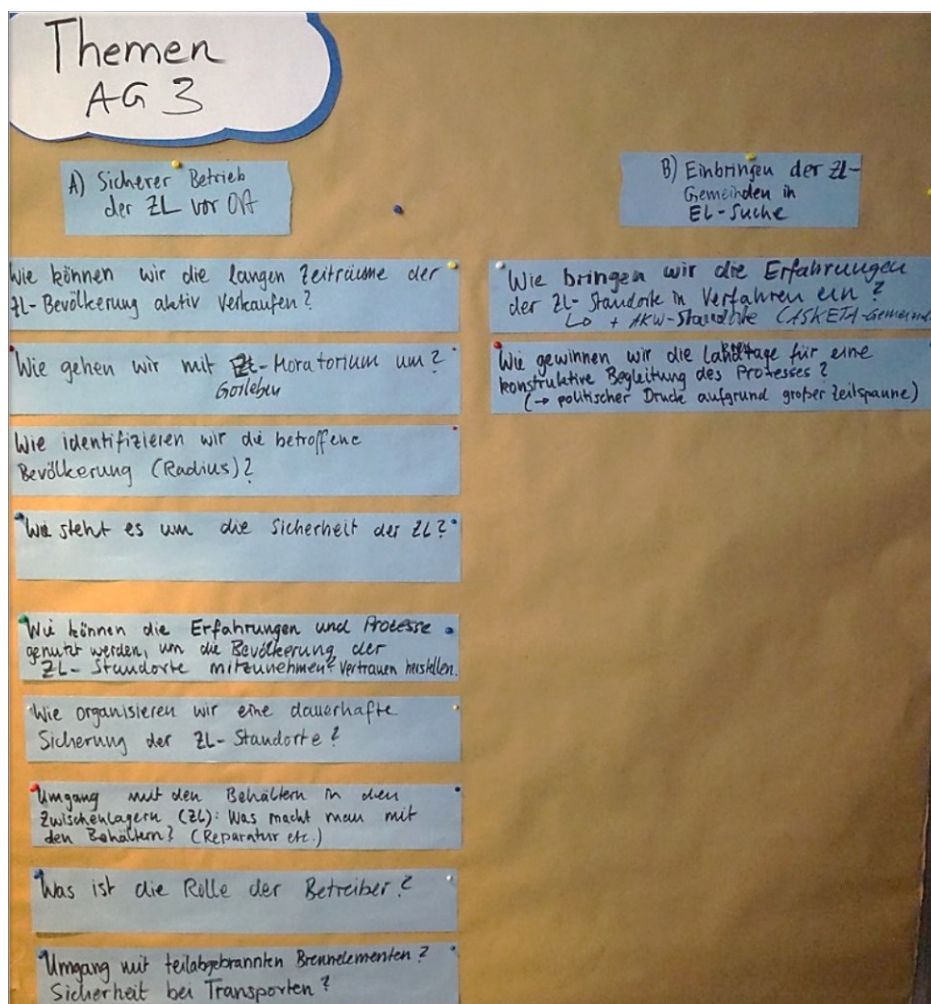 Themen
AG 3
A) Sicherer Betrieb
der ZL vor Ort
Wie können wir die langen Zeiträume der
ZL-Bevölkerung aktiv verkaufen?
Wie gehen wir mit ZL-Moratorium um?
Gorleben
Wie identifizieren wir die betroffene
Bevölkerung (Radius)?
Wie steht es um die Sicherheit der ZL?
Wie können die Erfahrungen und Prozesse
genutzt werden, um die Bevölkerung der
ZL-Standorte mitzunehmen? Vertrauen herstellen.
Wie organisieren wir eine dauerhafte
Sicherung der ZL-Standorte?
Umgang mit den Behältern in den
Zwischenlagern (ZL): Was macht man mit
den Behältern? (Reparatur etc.)
Was ist die Rolle der Betreiber?
Umgang mit teilabgebrannten Brennelementen?
Sicherheit bei Transporten?
B) Einbringen der ZL-
Gemeinden in
EL-Suche
Wie bringen wir die Erfahrungen
der ZL-Standorte in Verfahren ein?
↳ + AKW-Standorte (ASKETA-Gemeind
Wie gewinnen wir die Landtage für eine
konstruktive Begleitung des Prozesses?
(→ politischer Druck aufgrund großer Zeitspanne)